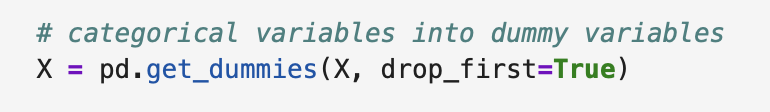 # categorical variables into dummy variables
X = pd.get_dummies(X, drop_first=True)